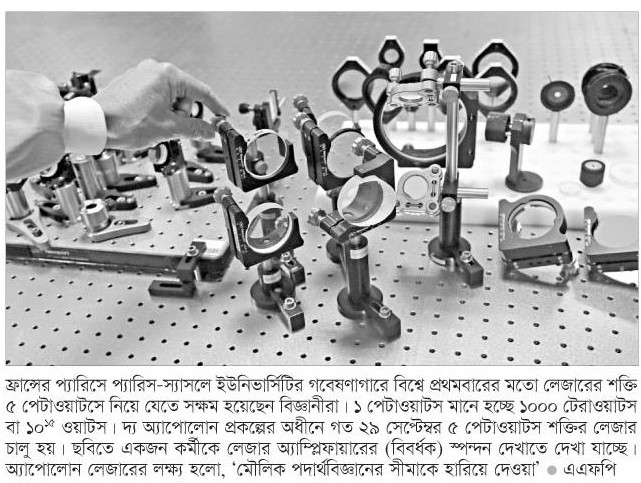 ফ্রান্সের প্যারিসে প্যারিস-স্যাসলে ইউনিভার্সিটির গবেষণাগারে বিশ্বে প্রথমবারের মতো লেজারের শক্তি
৫ পেটাওয়াটসে নিয়ে যেতে সক্ষম হয়েছেন বিজ্ঞানীরা। ১ পেটাওয়াটস মানে হচ্ছে ১০০০ টেরাওয়াটস
বা ১০¹⁵ ওয়াটস। দ্য অ্যাপোলোন প্রকল্পের অধীনে গত ২৯ সেপ্টেম্বর ৫ পেটাওয়াটস শক্তির লেজার
চালু হয়। ছবিতে একজন কর্মীকে লেজার অ্যাম্প্লিফায়ারের (বিবর্ধক) স্পন্দন দেখাতে দেখা যাচ্ছে।
অ্যাপোলোন লেজারের লক্ষ্য হলো, ‘মৌলিক পদার্থবিজ্ঞানের সীমাকে হারিয়ে দেওয়া’ ● এএফপি